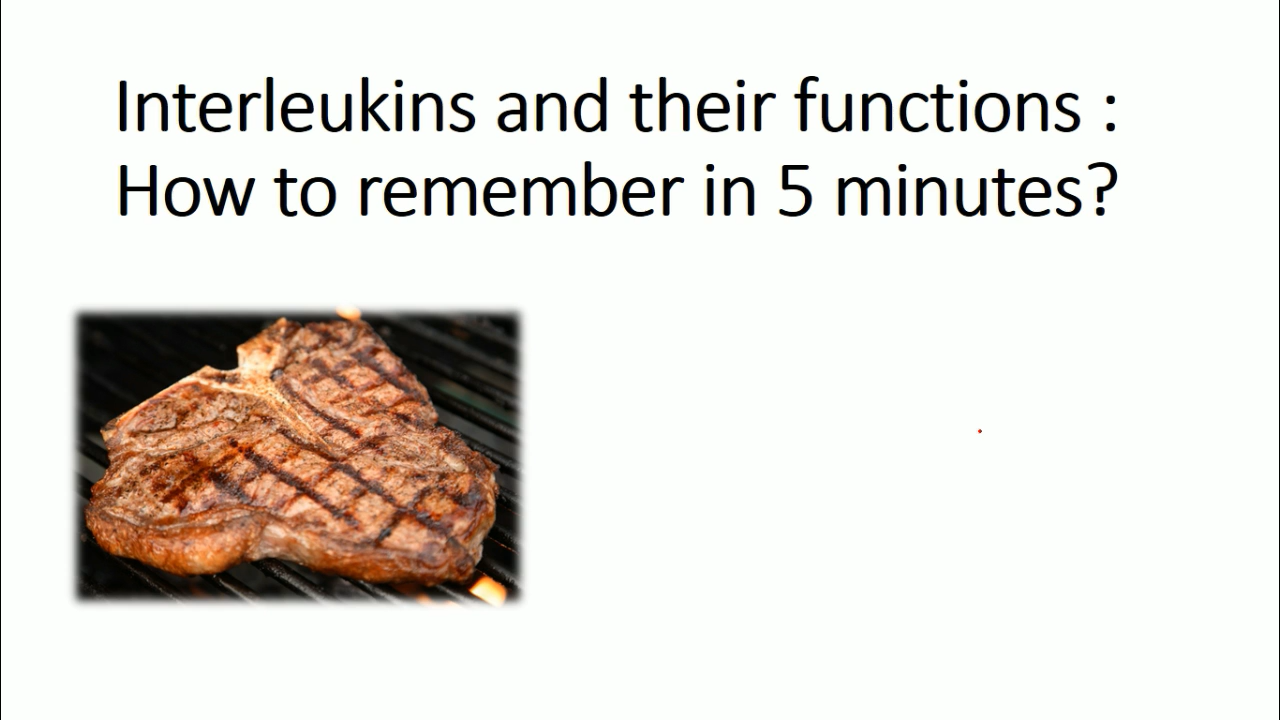 Interleukins and their functions :
How to remember in 5 minutes?